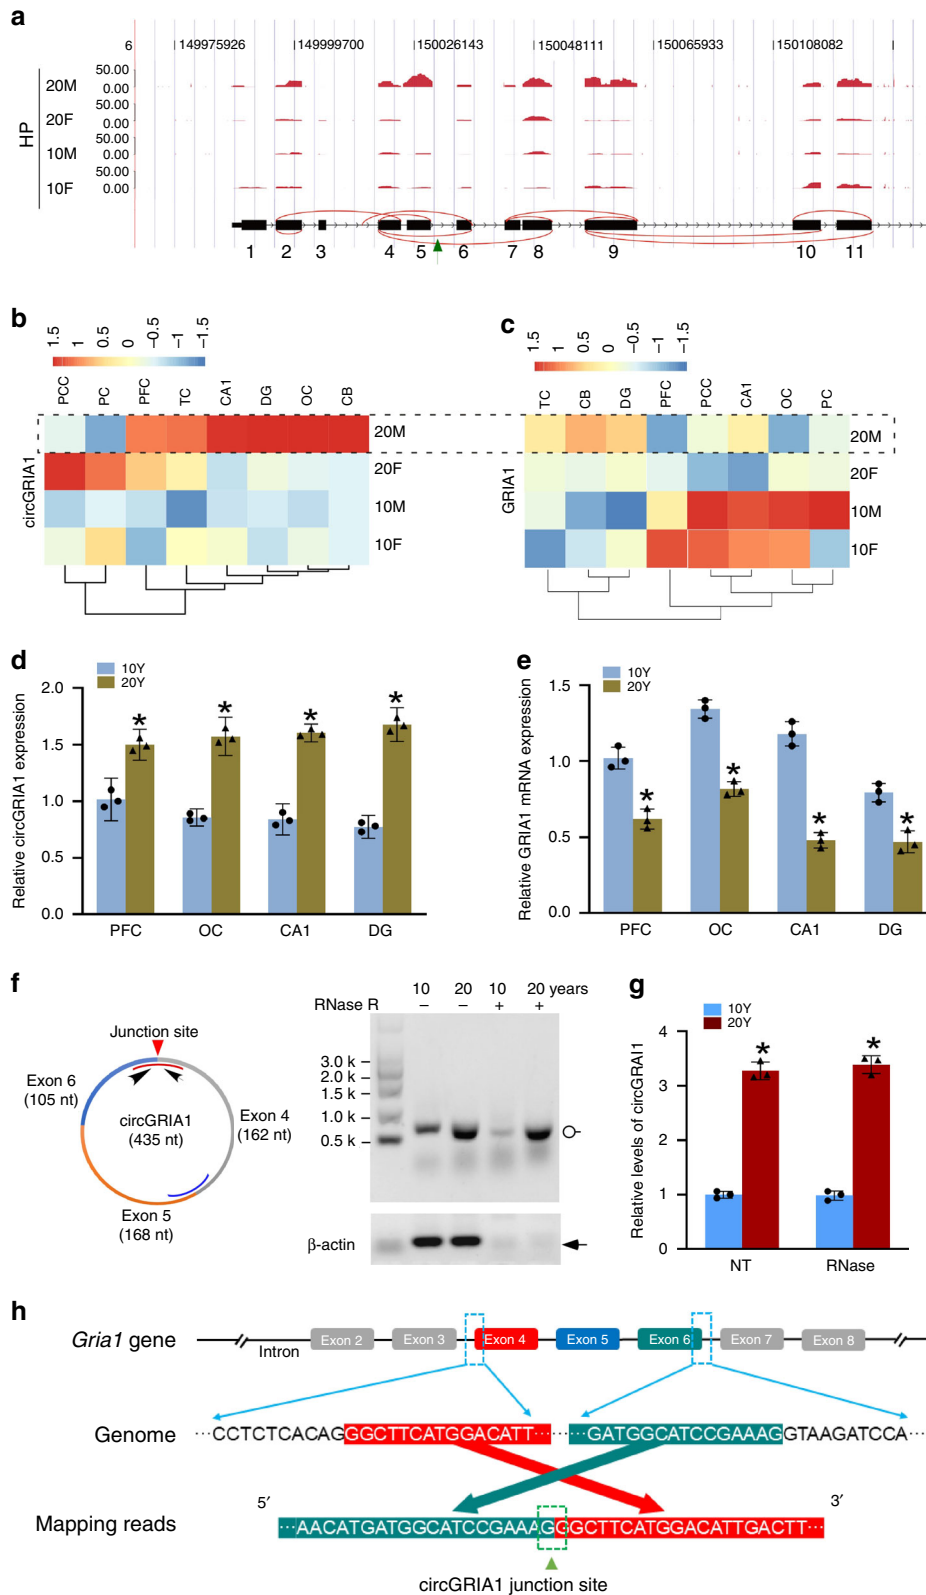 a
6 149975926 149999700 150026143 150048111 150065933 150108082
HP
20M 50.00 0.00
20F 50.00 0.00
10M 50.00 0.00
10F 50.00 0.00
1 2 3 4 5 6 7 8 9 10 11
b
1.5 1 0.5 0 −0.5 −1 −1.5
PCC PC PFC TC CA1 DG OC CB
circGRIA1
20M
20F
10M
10F
c
1.5 1 0.5 0 −0.5 −1 −1.5
TC CB DG PFC PCC CA1 OC PC
GRIA1
20M
20F
10M
10F
d
10Y
20Y
Relative circGRIA1 expression
2.0
1.5
1.0
0.5
0.0
* * * *
PFC OC CA1 DG
e
10Y
20Y
Relative GRIA1 mRNA expression
1.5
1.0
0.5
0.0
* * * *
PFC OC CA1 DG
f
Junction site
Exon 6
(105 nt)
circGRIA1
(435 nt)
Exon 4
(162 nt)
Exon 5
(168 nt)
10 20 10 20 years
RNase R − − + +
3.0 k
2.0 k
1.5 k
1.0 k
0.5 k
β-actin
g
10Y
20Y
Relative levels of circGRAI1
4
3
2
1
0
* *
NT RNase
h
Gria1 gene
Intron
Exon 2 Exon 3 Exon 4 Exon 5 Exon 6 Exon 7 Exon 8
Genome ···CCTCTCACAGGGCTTCATGGACATT··· ···GATGGCATCCGAAAGGTAAGATCCA···
5′ 3′
Mapping reads ···AACATGATGGCATCCGAAAGGGCTTCATGGACATTGACTT···
circGRIA1 junction site